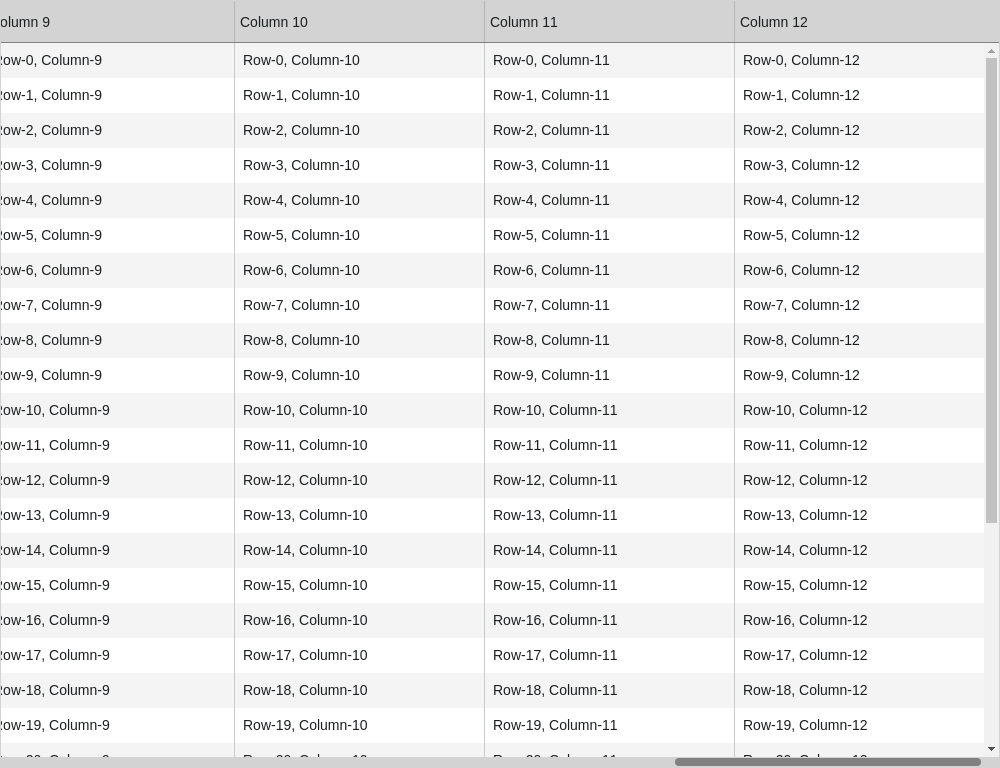 olumn 9 Column 10 Column 11 Column 12
ow-0, Column-9 Row-0, Column-10 Row-0, Column-11 Row-0, Column-12
ow-1, Column-9 Row-1, Column-10 Row-1, Column-11 Row-1, Column-12
ow-2, Column-9 Row-2, Column-10 Row-2, Column-11 Row-2, Column-12
ow-3, Column-9 Row-3, Column-10 Row-3, Column-11 Row-3, Column-12
ow-4, Column-9 Row-4, Column-10 Row-4, Column-11 Row-4, Column-12
ow-5, Column-9 Row-5, Column-10 Row-5, Column-11 Row-5, Column-12
ow-6, Column-9 Row-6, Column-10 Row-6, Column-11 Row-6, Column-12
ow-7, Column-9 Row-7, Column-10 Row-7, Column-11 Row-7, Column-12
ow-8, Column-9 Row-8, Column-10 Row-8, Column-11 Row-8, Column-12
ow-9, Column-9 Row-9, Column-10 Row-9, Column-11 Row-9, Column-12
ow-10, Column-9 Row-10, Column-10 Row-10, Column-11 Row-10, Column-12
ow-11, Column-9 Row-11, Column-10 Row-11, Column-11 Row-11, Column-12
ow-12, Column-9 Row-12, Column-10 Row-12, Column-11 Row-12, Column-12
ow-13, Column-9 Row-13, Column-10 Row-13, Column-11 Row-13, Column-12
ow-14, Column-9 Row-14, Column-10 Row-14, Column-11 Row-14, Column-12
ow-15, Column-9 Row-15, Column-10 Row-15, Column-11 Row-15, Column-12
ow-16, Column-9 Row-16, Column-10 Row-16, Column-11 Row-16, Column-12
ow-17, Column-9 Row-17, Column-10 Row-17, Column-11 Row-17, Column-12
ow-18, Column-9 Row-18, Column-10 Row-18, Column-11 Row-18, Column-12
ow-19, Column-9 Row-19, Column-10 Row-19, Column-11 Row-19, Column-12